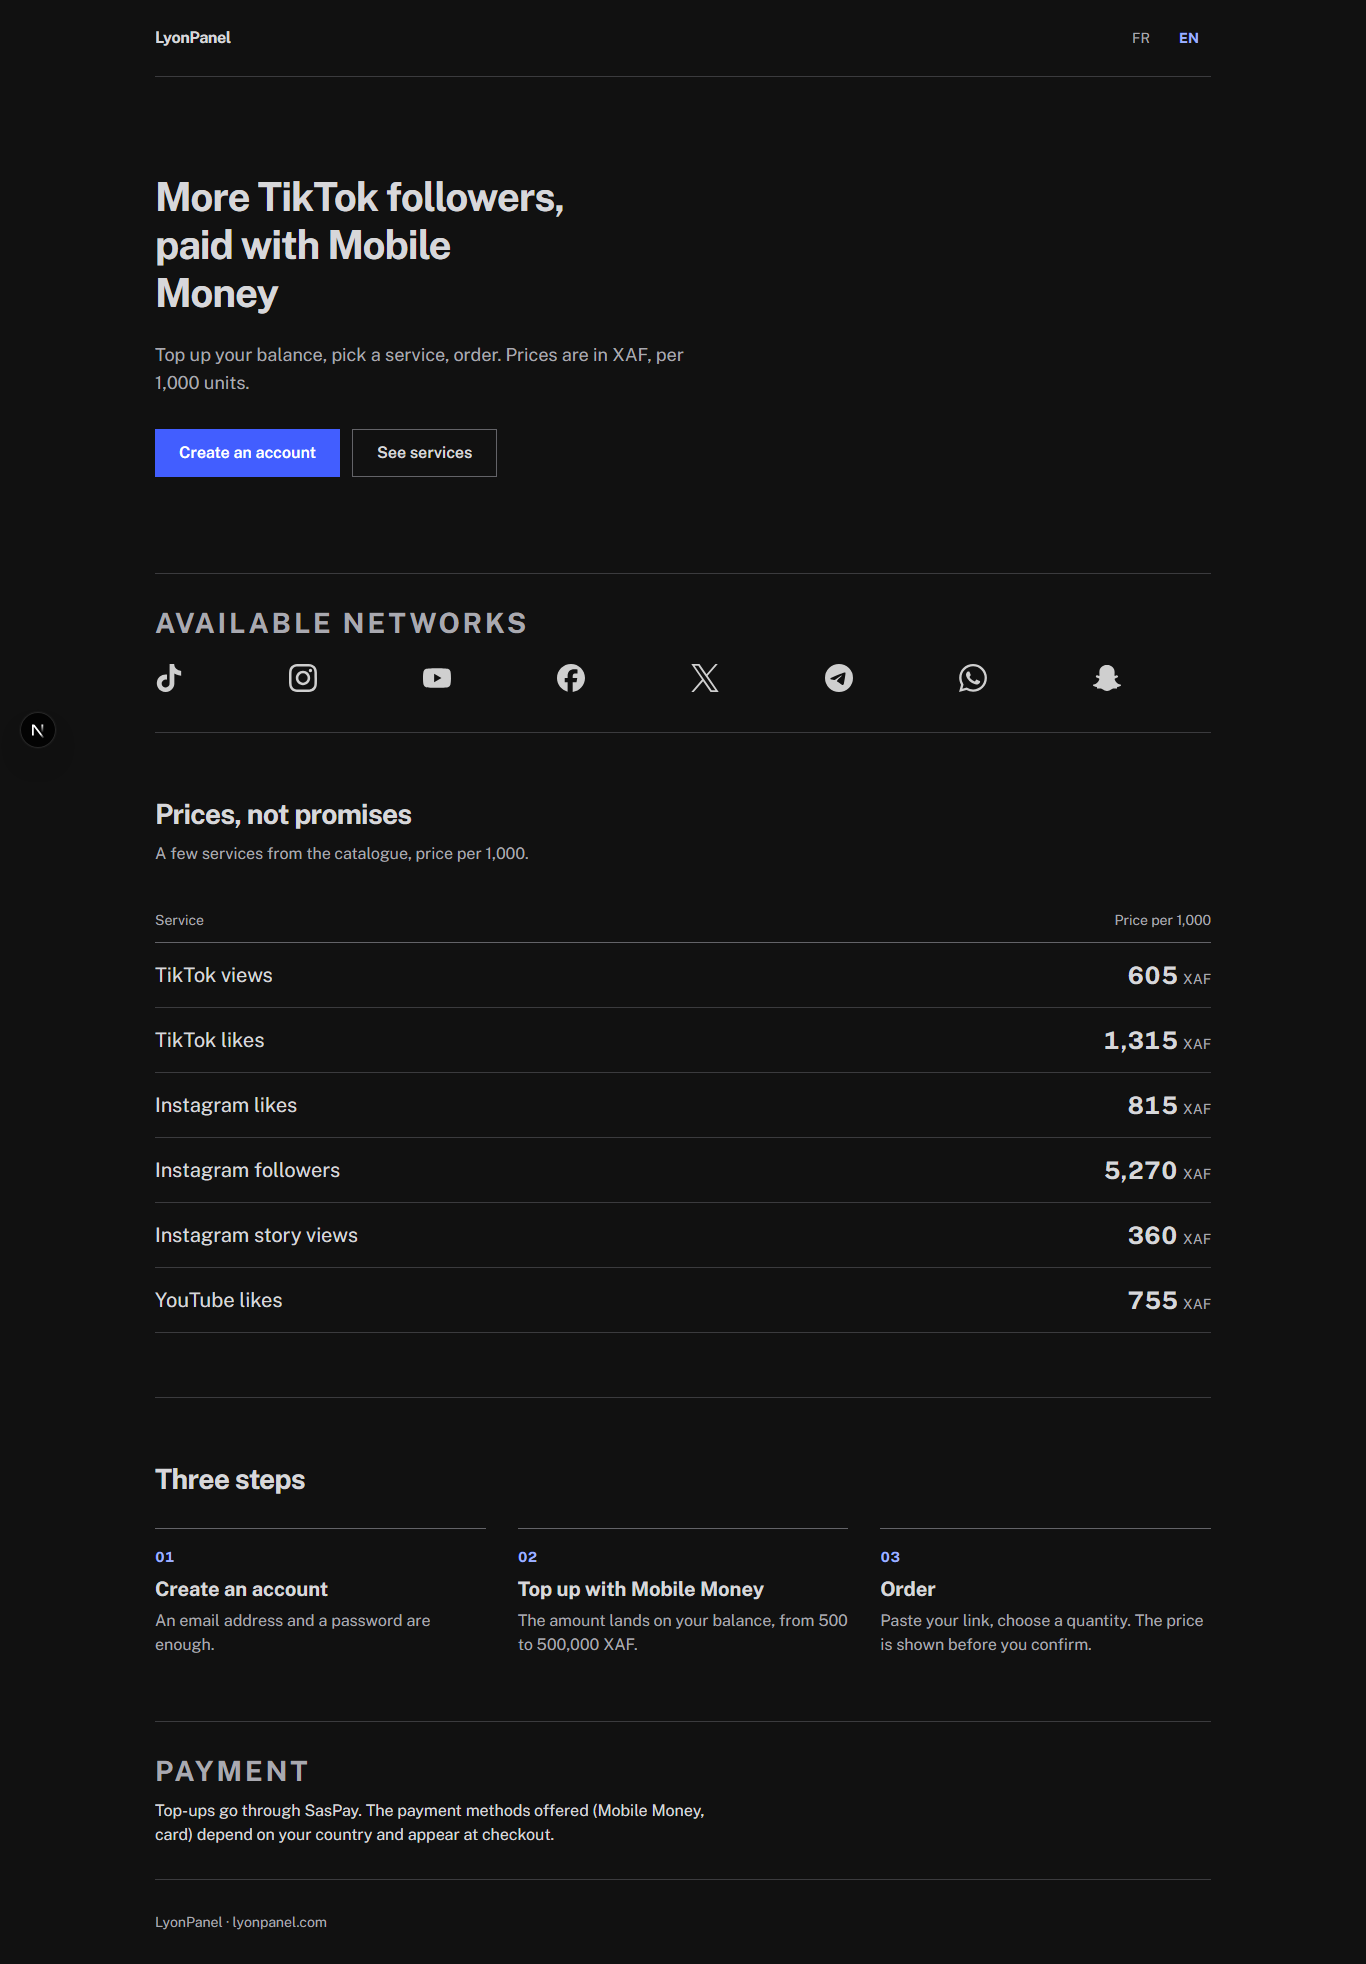 LyonPanel
FR EN
More TikTok followers,
paid with Mobile
Money
Top up your balance, pick a service, order. Prices are in XAF, per
1,000 units.
Create an account See services
AVAILABLE NETWORKS
N
Prices, not promises
A few services from the catalogue, price per 1,000.
Service Price per 1,000
TikTok views 605 XAF
TikTok likes 1,315 XAF
Instagram likes 815 XAF
Instagram followers 5,270 XAF
Instagram story views 360 XAF
YouTube likes 755 XAF
Three steps
01
Create an account
An email address and a password are
enough.
02
Top up with Mobile Money
The amount lands on your balance, from 500
to 500,000 XAF.
03
Order
Paste your link, choose a quantity. The price
is shown before you confirm.
PAYMENT
Top-ups go through SasPay. The payment methods offered (Mobile Money,
card) depend on your country and appear at checkout.
LyonPanel · lyonpanel.com